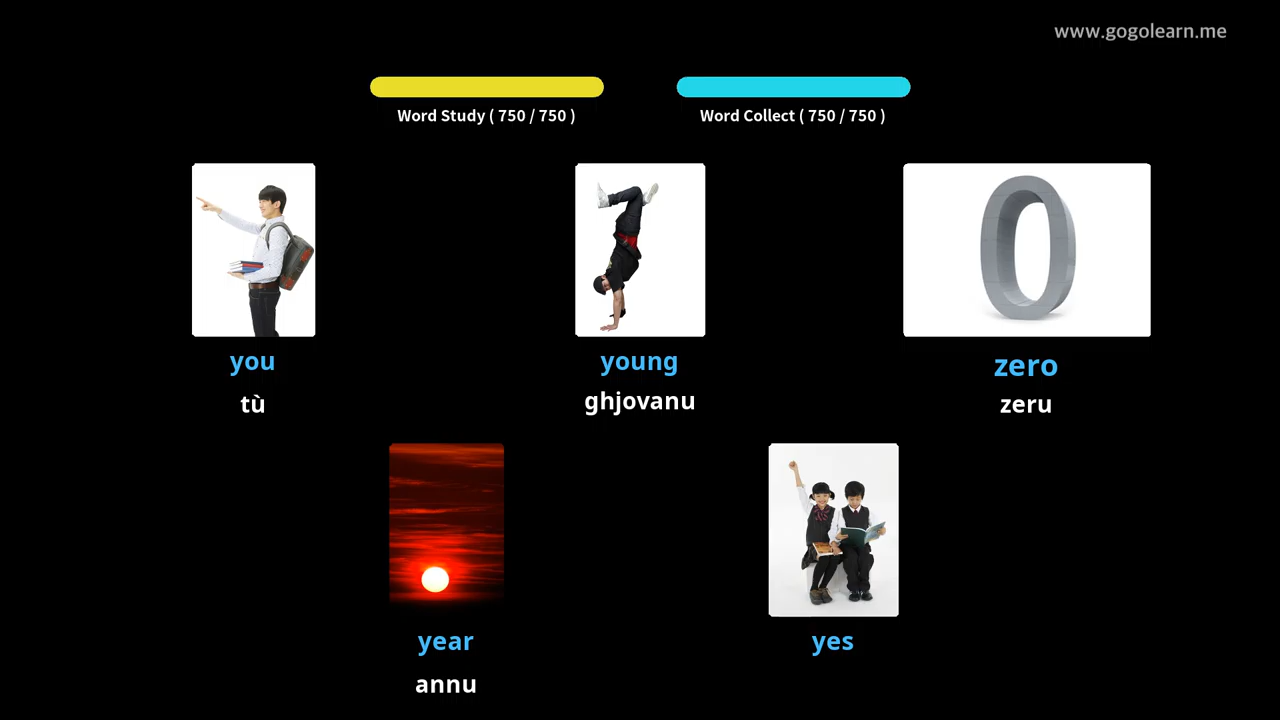 www.gogolearn.me
Word Study ( 750 / 750 )
Word Collect ( 750 / 750 )
you
young
zero
tù
ghjovanu
zeru
year
yes
annu